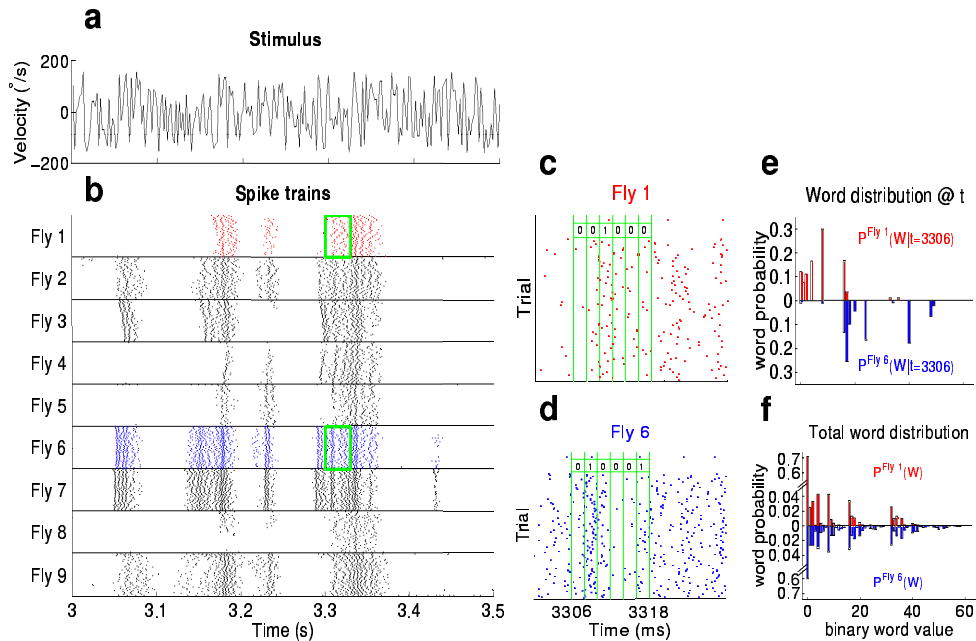 a
Stimulus
Velocity (°/s)
200
0
−200
b
Spike trains
Fly 1
Fly 2
Fly 3
Fly 4
Fly 5
Fly 6
Fly 7
Fly 8
Fly 9
3
3.1
3.2
3.3
3.4
3.5
Time (s)
c
Fly 1
Trial
0 0 1 0 0 0
d
Fly 6
Trial
0 1 0 0 0 1
3306
3318
Time (ms)
e
Word distribution @ t
word probability
0.3
0.2
0.1
0
0.1
0.2
0.3
P^Fly 1(W|t=3306)
P^Fly 6(W|t=3306)
f
Total word distribution
word probability
0.7
0.04
0.02
0
0.02
0.04
0.6
0.7
P^Fly 1(W)
P^Fly 6(W)
0
20
40
60
binary word value